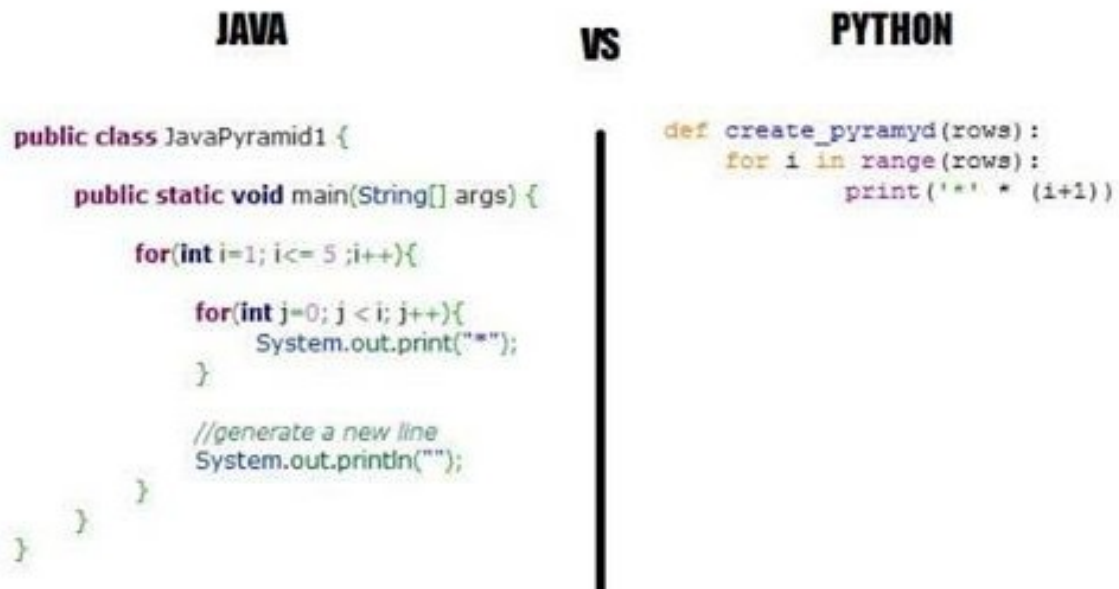 JAVA
VS
PYTHON
public class JavaPyramid1 {
public static void main(String[] args) {
for(int i=1; i<= 5 ;i++){
for(int j=0; j < i; j++){
System.out.print("*");
}
//generate a new line
System.out.println("");
}
}
}
def create_pyramyd(rows):
for i in range(rows):
print('*' * (i+1))